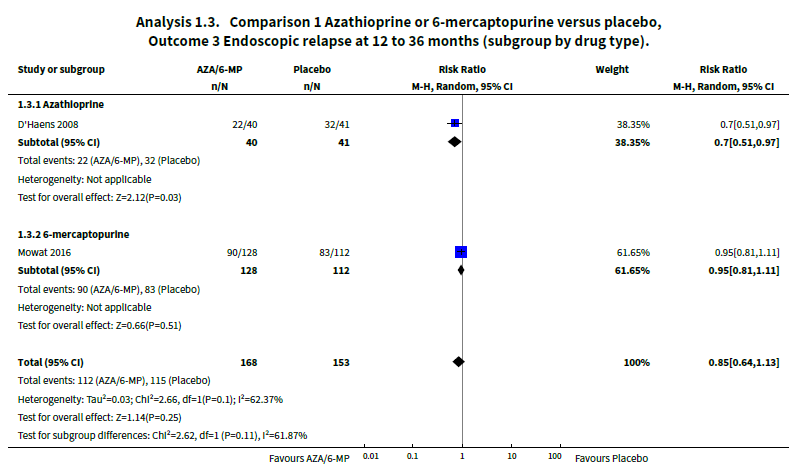 Analysis 1.3. Comparison 1 Azathioprine or 6-mercaptopurine versus placebo,
Outcome 3 Endoscopic relapse at 12 to 36 months (subgroup by drug type).
Study or subgroup AZA/6-MP Placebo Risk Ratio Weight Risk Ratio
n/N n/N M-H, Random, 95% CI M-H, Random, 95% CI
1.3.1 Azathioprine
D'Haens 2008 22/40 32/41 38.35% 0.7[0.51,0.97]
Subtotal (95% CI) 40 41 38.35% 0.7[0.51,0.97]
Total events: 22 (AZA/6-MP), 32 (Placebo)
Heterogeneity: Not applicable
Test for overall effect: Z=2.12(P=0.03)
1.3.2 6-mercaptopurine
Mowat 2016 90/128 83/112 61.65% 0.95[0.81,1.11]
Subtotal (95% CI) 128 112 61.65% 0.95[0.81,1.11]
Total events: 90 (AZA/6-MP), 83 (Placebo)
Heterogeneity: Not applicable
Test for overall effect: Z=0.66(P=0.51)
Total (95% CI) 168 153 100% 0.85[0.64,1.13]
Total events: 112 (AZA/6-MP), 115 (Placebo)
Heterogeneity: Tau²=0.03; Chi²=2.66, df=1(P=0.1); I²=62.37%
Test for overall effect: Z=1.14(P=0.25)
Test for subgroup differences: Chi²=2.62, df=1 (P=0.11), I²=61.87%
Favours AZA/6-MP 0.01 0.1 1 10 100 Favours Placebo